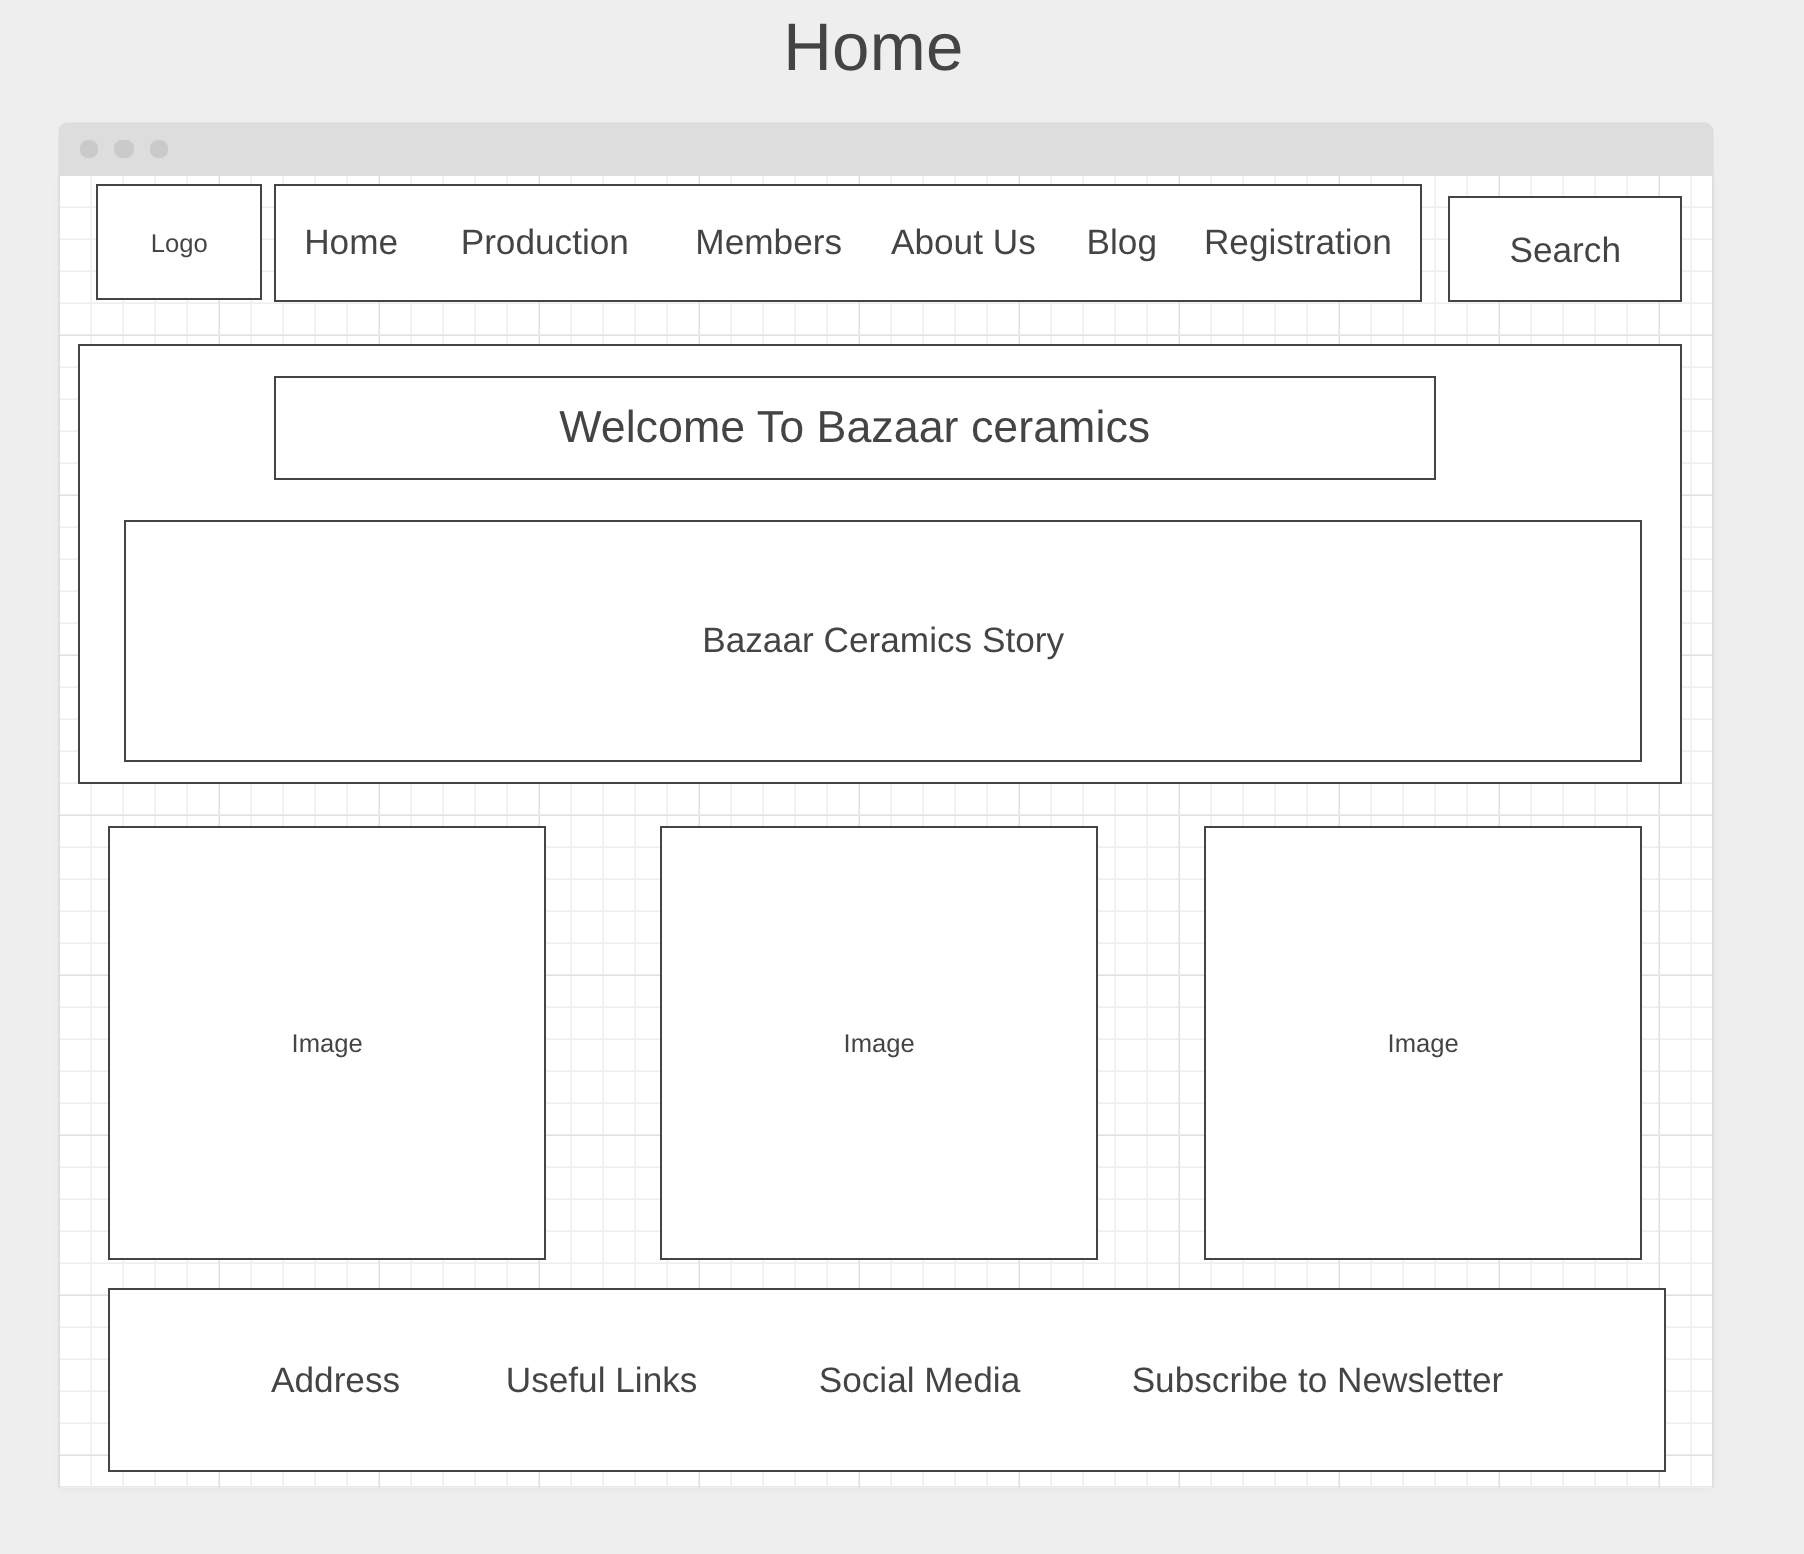 Home
Logo
Home Production Members About Us Blog Registration
Search
Welcome To Bazaar ceramics
Bazaar Ceramics Story
Image
Image
Image
Address Useful Links Social Media Subscribe to Newsletter